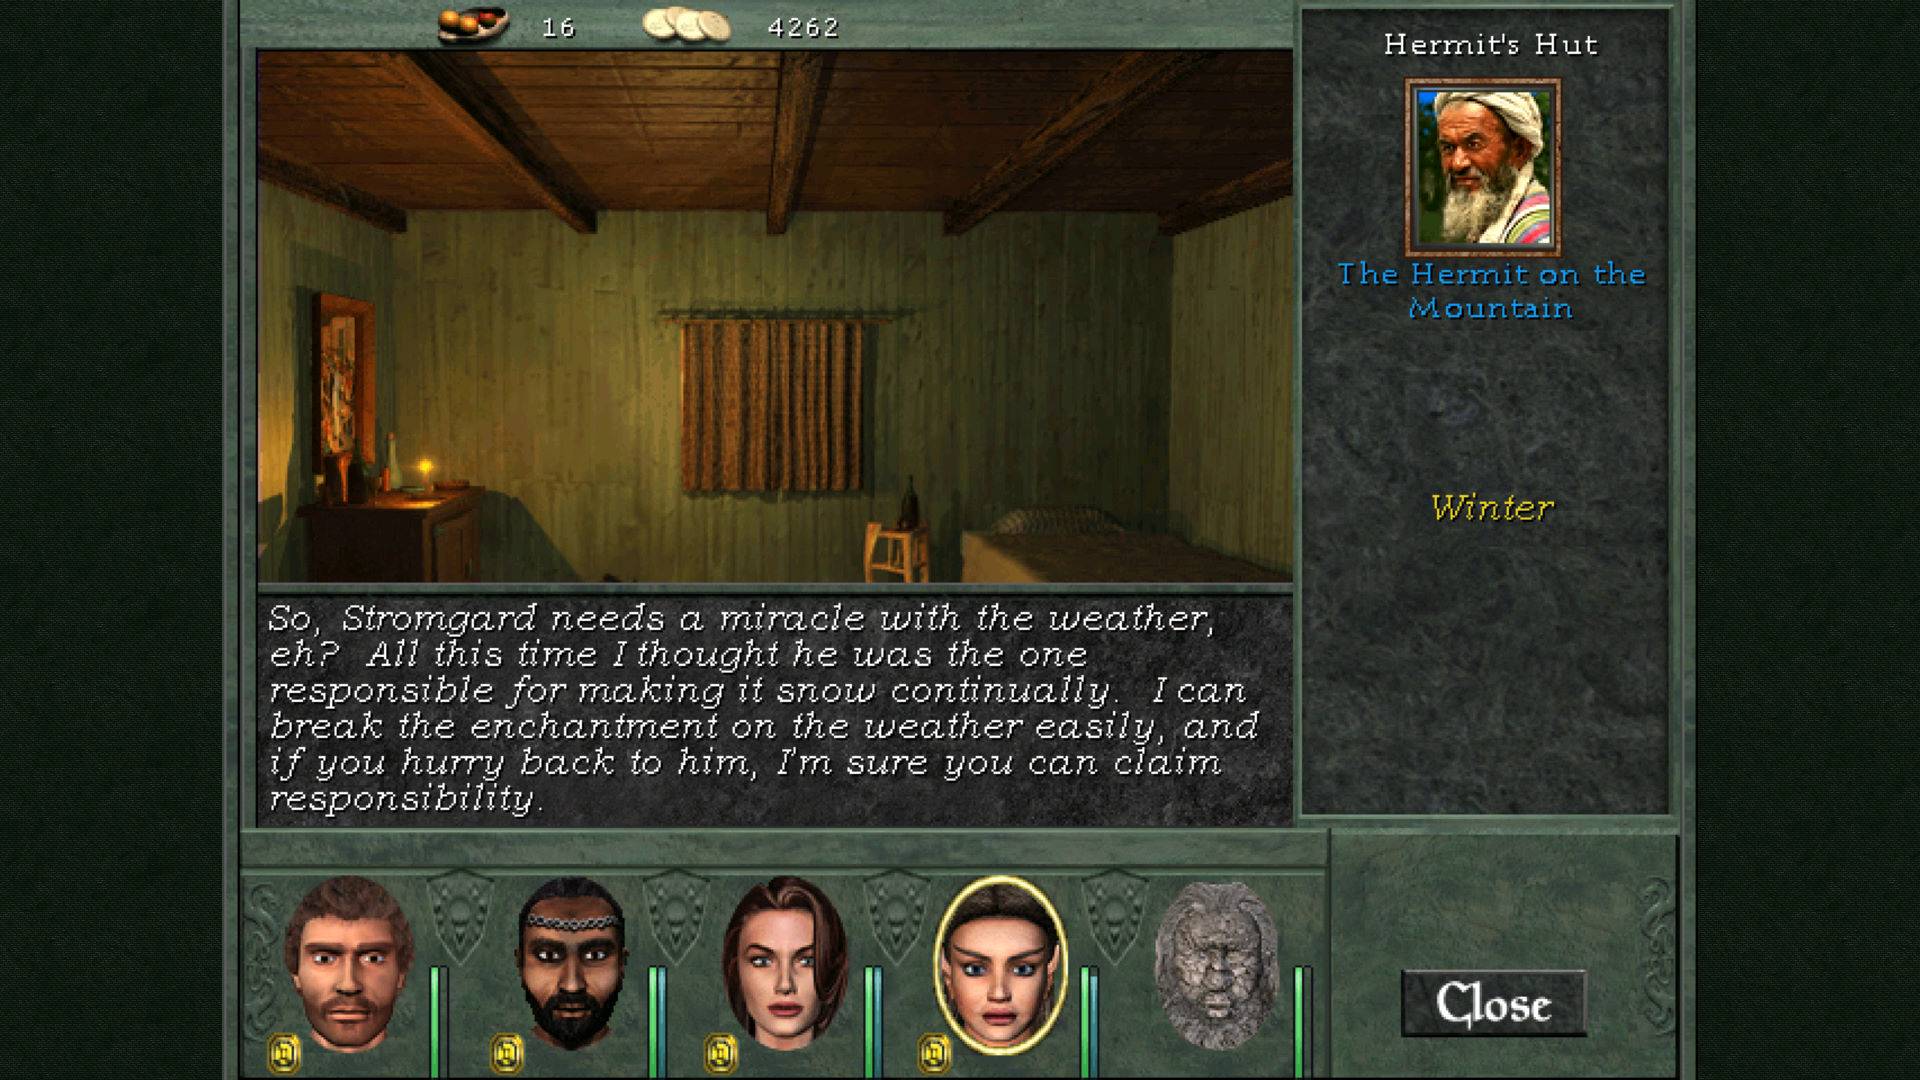 16 4262
Hermit's Hut
The Hermit on the
Mountain
Winter
So, Stromgard needs a miracle with the weather,
eh?  All this time I thought he was the one
responsible for making it snow continually.  I can
break the enchantment on the weather easily, and
if you hurry back to him, I'm sure you can claim
responsibility.
Close